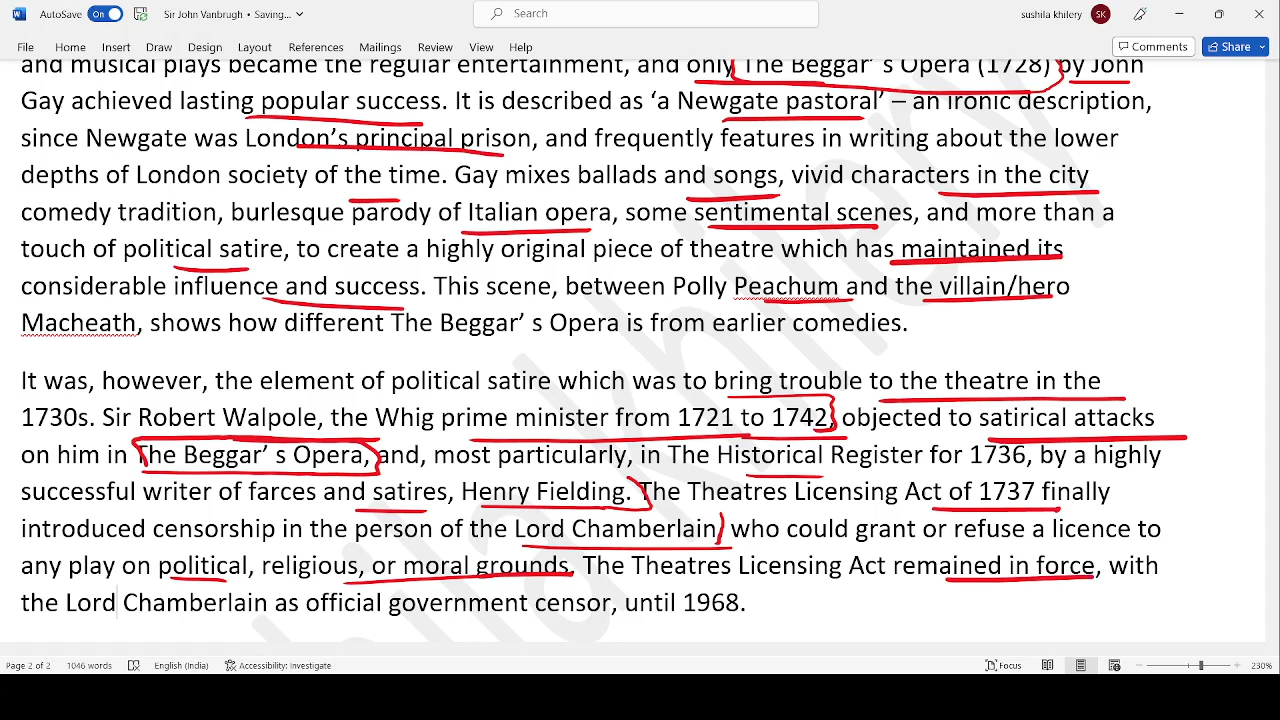 AutoSave On Sir John Vanbrugh • Saving... Search sushila khilery SK
File Home Insert Draw Design Layout References Mailings Review View Help Comments Share
and musical plays became the regular entertainment, and only The Beggar’ s Opera (1728) by John
Gay achieved lasting popular success. It is described as ‘a Newgate pastoral’ – an ironic description,
since Newgate was London’s principal prison, and frequently features in writing about the lower
depths of London society of the time. Gay mixes ballads and songs, vivid characters in the city
comedy tradition, burlesque parody of Italian opera, some sentimental scenes, and more than a
touch of political satire, to create a highly original piece of theatre which has maintained its
considerable influence and success. This scene, between Polly Peachum and the villain/hero
Macheath, shows how different The Beggar’ s Opera is from earlier comedies.
It was, however, the element of political satire which was to bring trouble to the theatre in the
1730s. Sir Robert Walpole, the Whig prime minister from 1721 to 1742, objected to satirical attacks
on him in The Beggar’ s Opera, and, most particularly, in The Historical Register for 1736, by a highly
successful writer of farces and satires, Henry Fielding. The Theatres Licensing Act of 1737 finally
introduced censorship in the person of the Lord Chamberlain, who could grant or refuse a licence to
any play on political, religious, or moral grounds. The Theatres Licensing Act remained in force, with
the Lord Chamberlain as official government censor, until 1968.
Page 2 of 2 1046 words English (India) Accessibility: Investigate Focus 230%